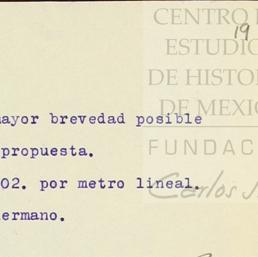 CENTRO
19
ESTUDIO
DE HISTOR
DE MEXIC
ayor brevedad posible
FUNDAC
propuesta.
02. por metro lineal.
Carlos
ermano.